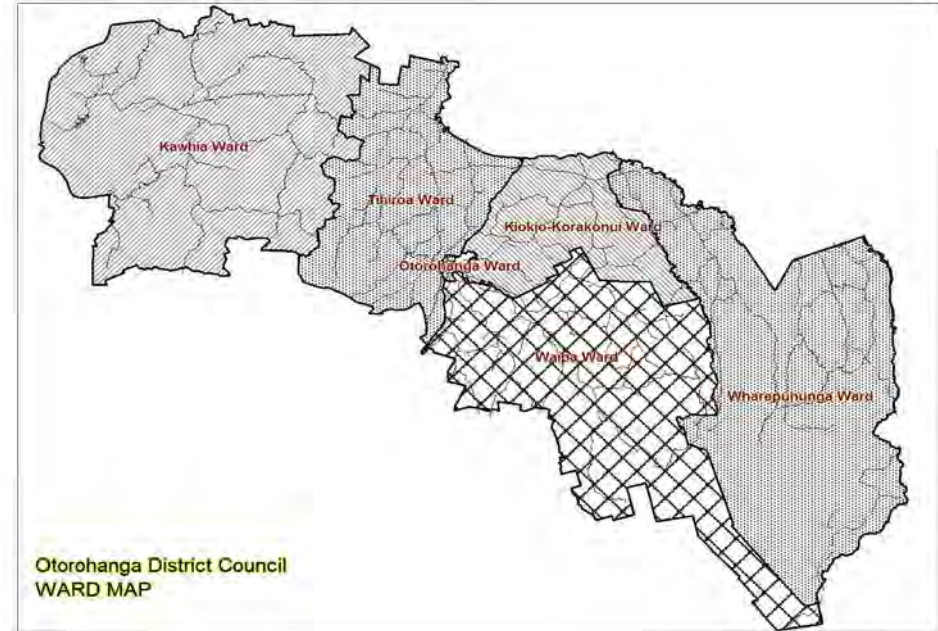 Kawhia Ward
Tihiroa Ward
Kiokio-Korakonui Ward
Otorohanga Ward
Waipa Ward
Wharepuhunga Ward
Otorohanga District Council
WARD MAP